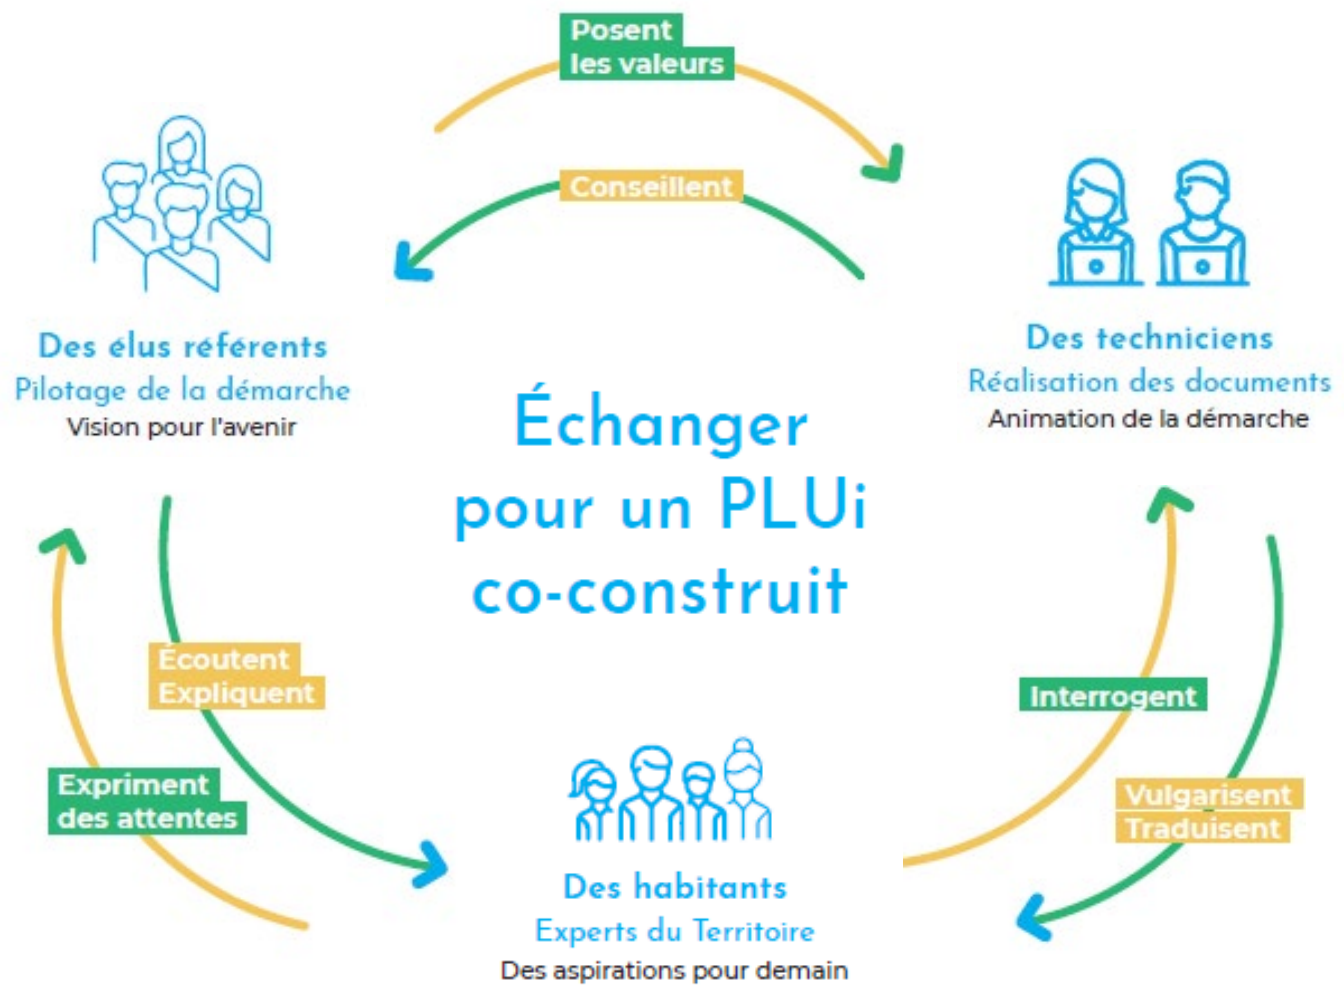 Posent
les valeurs
Conseillent
Des élus référents
Pilotage de la démarche
Vision pour l'avenir
Des techniciens
Réalisation des documents
Animation de la démarche
Échanger
pour un PLUi
co-construit
Écoutent
Expliquent
Expriment
des attentes
Interrogent
Vulgarisent
Traduisent
Des habitants
Experts du Territoire
Des aspirations pour demain